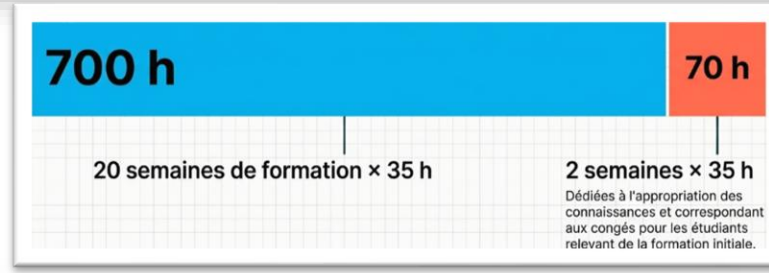 700 h
70 h
20 semaines de formation × 35 h
2 semaines × 35 h
Dédiées à l'appropriation des
connaissances et correspondant
aux congés pour les étudiants
relevant de la formation initiale.